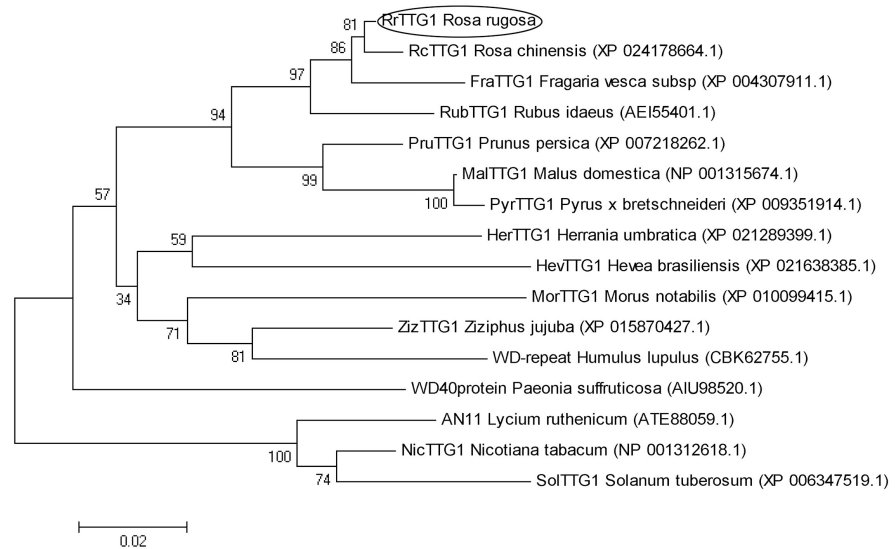 81
RrTTG1 Rosa rugosa
86
RcTTG1 Rosa chinensis (XP 024178664.1)
97
FraTTG1 Fragaria vesca subsp (XP 004307911.1)
94
RubTTG1 Rubus idaeus (AEI55401.1)
PruTTG1 Prunus persica (XP 007218262.1)
99
MalTTG1 Malus domestica (NP 001315674.1)
100
PyrTTG1 Pyrus x bretschneideri (XP 009351914.1)
57
59
HerTTG1 Herrania umbratica (XP 021289399.1)
HevTTG1 Hevea brasiliensis (XP 021638385.1)
34
MorTTG1 Morus notabilis (XP 010099415.1)
71
ZizTTG1 Ziziphus jujuba (XP 015870427.1)
81
WD-repeat Humulus lupulus (CBK62755.1)
WD40protein Paeonia suffruticosa (AIU98520.1)
AN11 Lycium ruthenicum (ATE88059.1)
100
NicTTG1 Nicotiana tabacum (NP 001312618.1)
74
SolTTG1 Solanum tuberosum (XP 006347519.1)
0.02